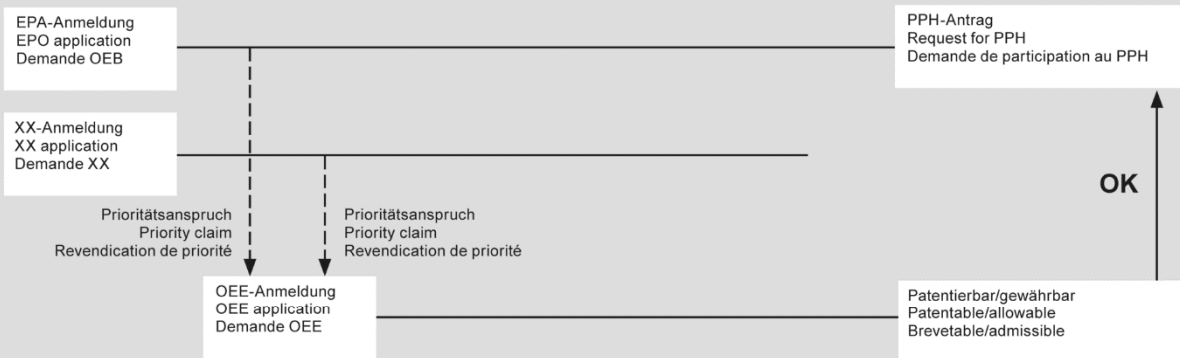 EPA-Anmeldung
EPO application
Demande OEB
PPH-Antrag
Request for PPH
Demande de participation au PPH
XX-Anmeldung
XX application
Demande XX
OK
Prioritätsanspruch
Priority claim
Revendication de priorité
Prioritätsanspruch
Priority claim
Revendication de priorité
OEE-Anmeldung
OEE application
Demande OEE
Patentierbar/gewährbar
Patentable/allowable
Brevetable/admissible